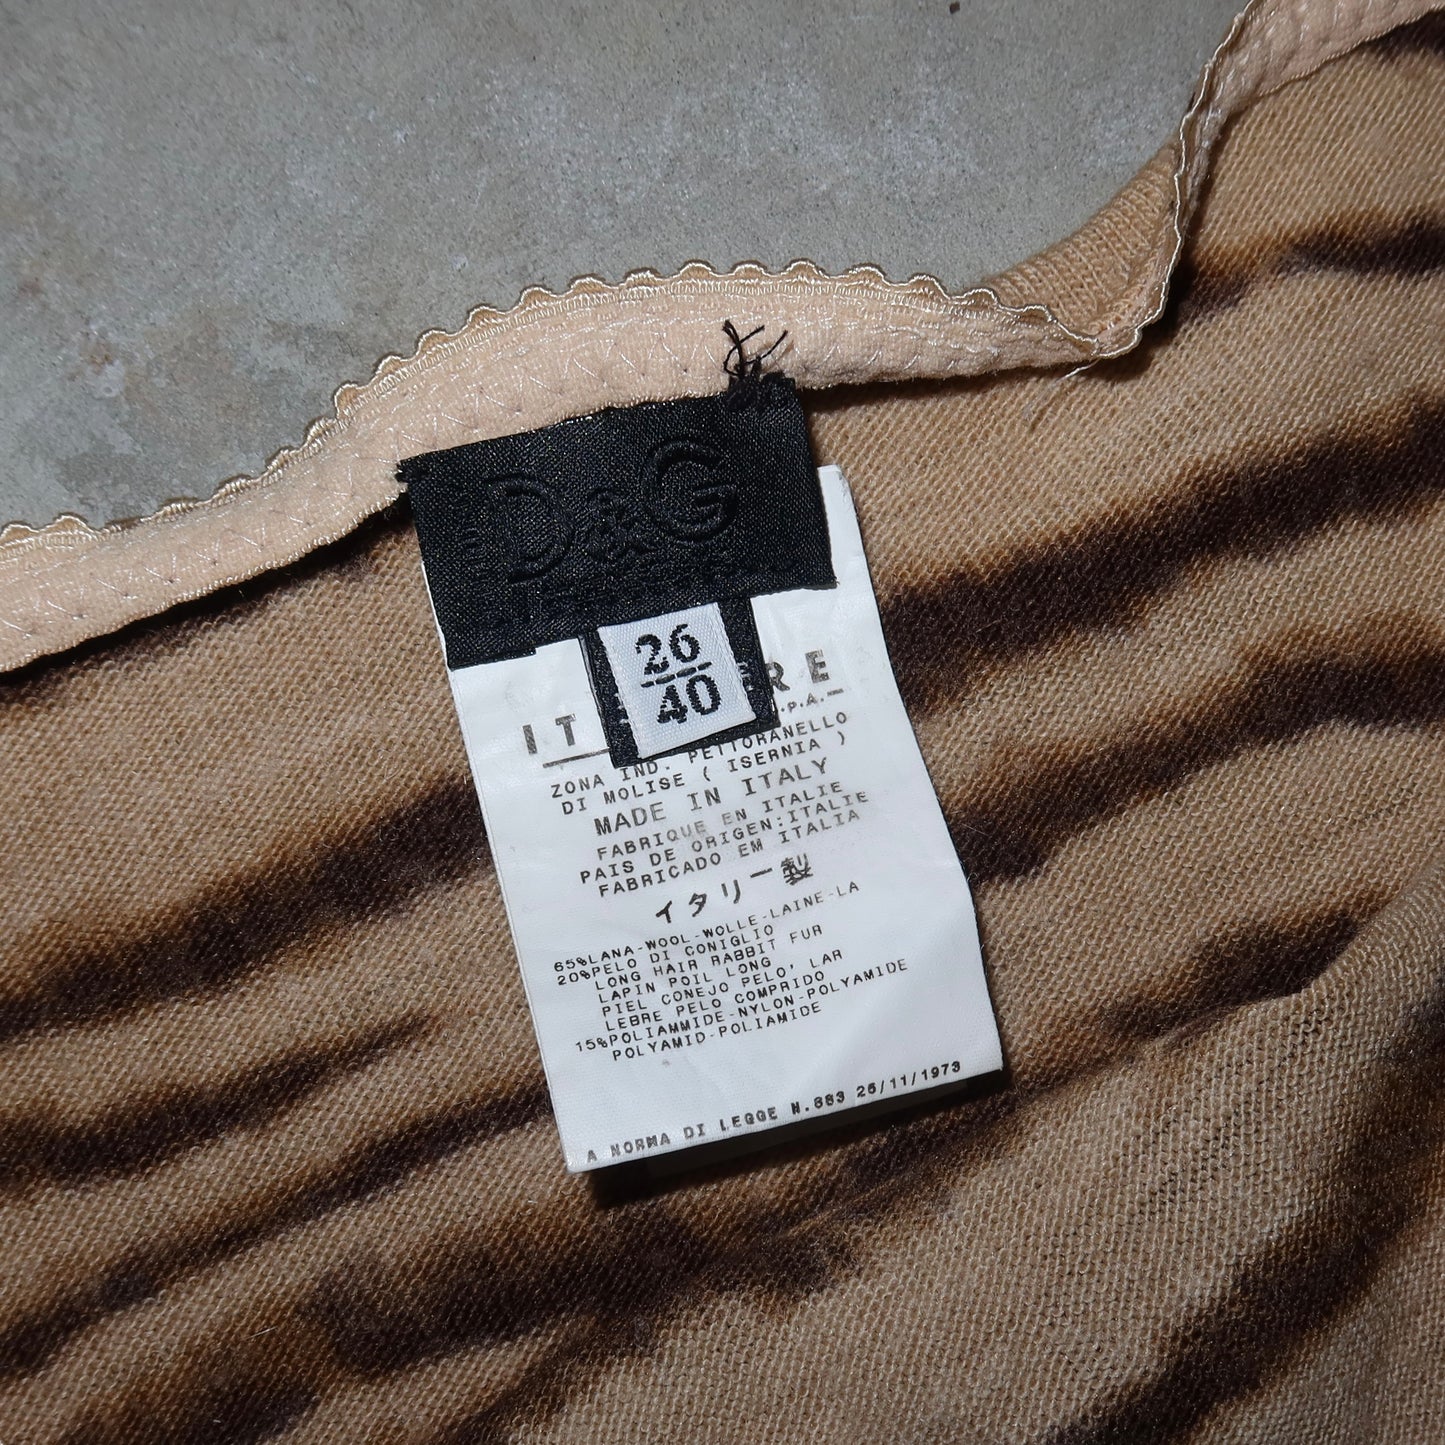 D&G
26
40
IT RE
.p.A.
ZONA IND. PETTORANELLO
DI MOLISE ( ISERNIA )
MADE IN ITALY
FABRIQUE EN ITALIE
PAIS DE ORIGEN:ITALIE
FABRICADO EM ITALIA
イタリー製
65%LANA-WOOL-WOLLE-LAINE-LA
20%PELO DI CONIGLIO
LONG HAIR RABBIT FUR
LAPIN POIL LONG
PIEL CONEJO PELO, LAR
LEBRE PELO COMPRIDO
15%POLIAMMIDE-NYLON-POLYAMIDE
POLYAMID-POLIAMIDE
A NORMA DI LEGGE N.883 26/11/1973